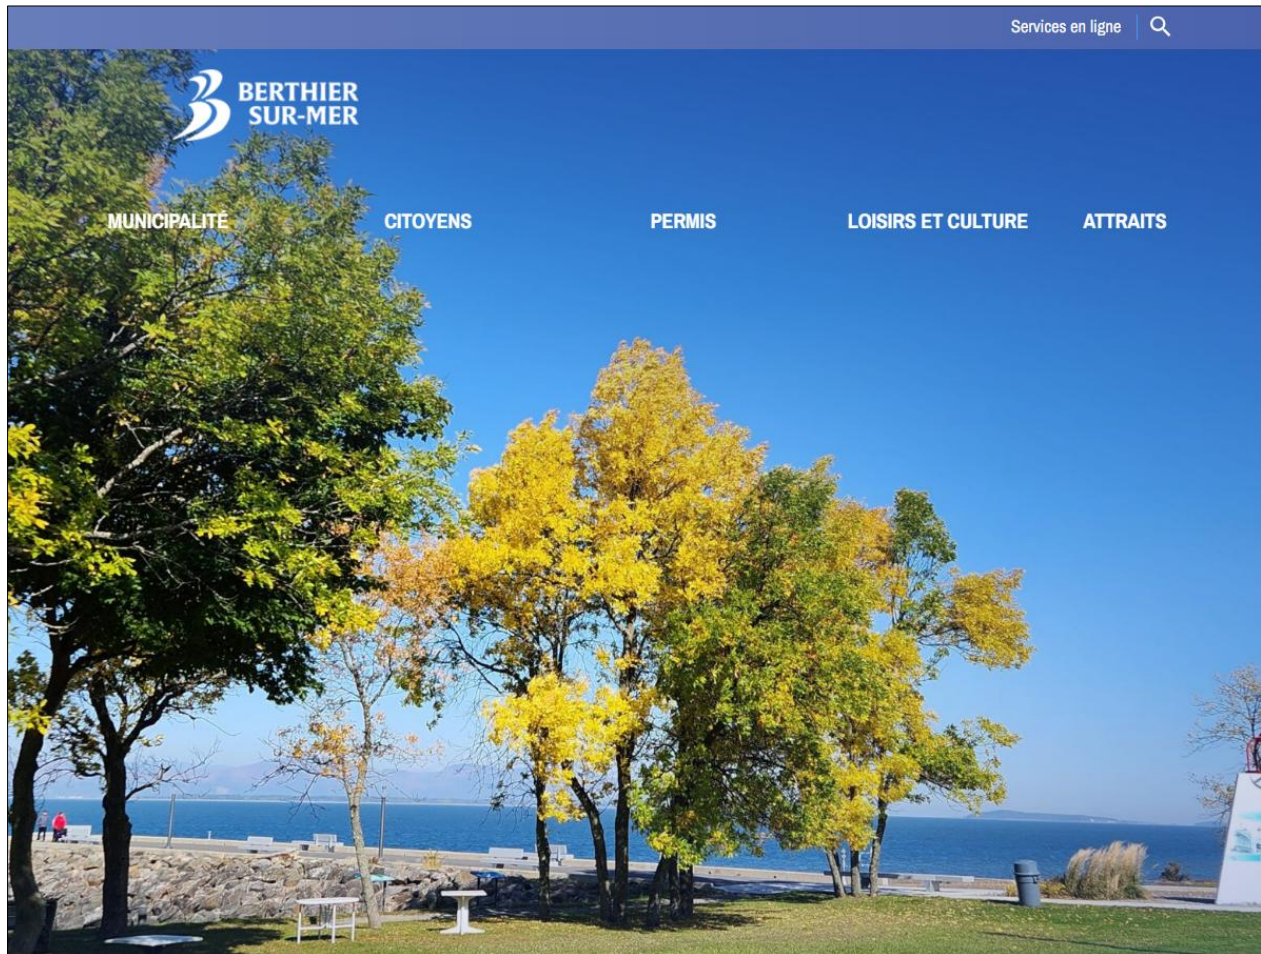 Services en ligne
BERTHIER
SUR-MER
MUNICIPALITÉ
CITOYENS
PERMIS
LOISIRS ET CULTURE
ATTRAITS